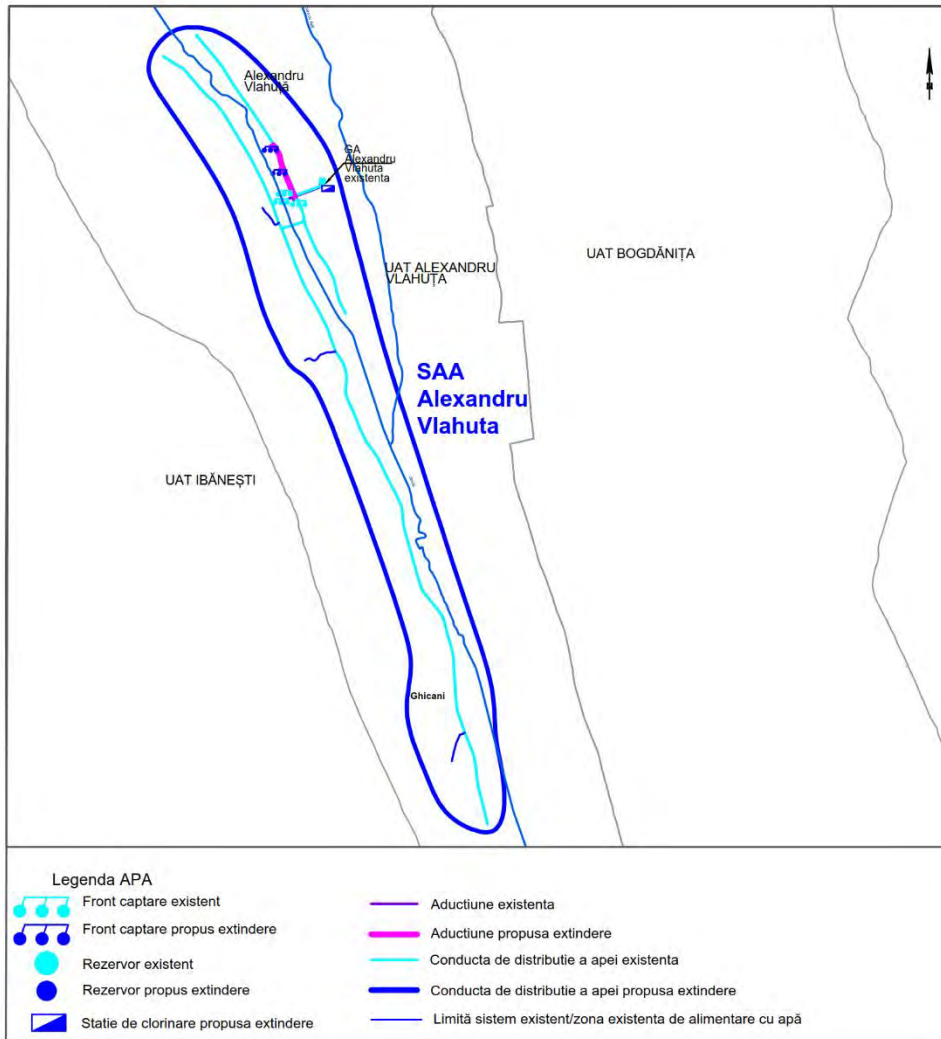 Alexandru
Vlahuță
GA
Alexandru
Vlahuta
existenta
UAT ALEXANDRU
VLAHUȚA
UAT BOGDĂNIȚA
SAA
Alexandru
Vlahuta
UAT IBĂNEȘTI
Ghicani
Legenda APA
Front captare existent
Front captare propus extindere
Rezervor existent
Rezervor propus extindere
Statie de clorinare propusa extindere
Aductiune existenta
Aductiune propusa extindere
Conducta de distributie a apei existenta
Conducta de distributie a apei propusa extindere
Limită sistem existent/zona existenta de alimentare cu apă